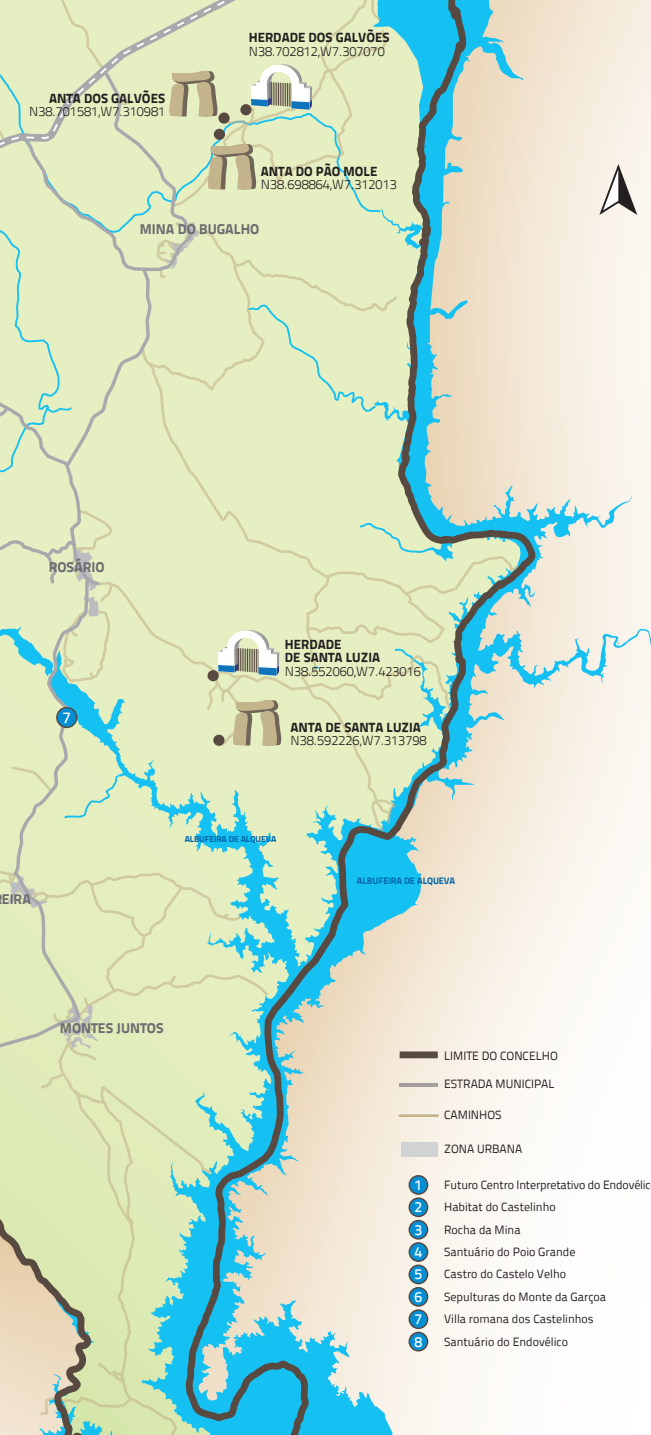 HERDADE DOS GALVÕES
N38.702812,W7.307070
ANTA DOS GALVÕES
N38.701581,W7.310981
ANTA DO PÃO MOLE
N38.698864,W7.312013
MINA DO BUGALHO
ROSÁRIO
HERDADE
DE SANTA LUZIA
N38.552060,W7.423016
7
ANTA DE SANTA LUZIA
N38.592226,W7.313798
ALBUFEIRA DE ALQUEVA
ALBUFEIRA DE ALQUEVA
EIRA
MONTES JUNTOS
LIMITE DO CONCELHO
ESTRADA MUNICIPAL
CAMINHOS
ZONA URBANA
1 Futuro Centro Interpretativo do Endovélic
2 Habitat do Castelinho
3 Rocha da Mina
4 Santuário do Poio Grande
5 Castro do Castelo Velho
6 Sepulturas do Monte da Garçoa
7 Villa romana dos Castelinhos
8 Santuário do Endovélico